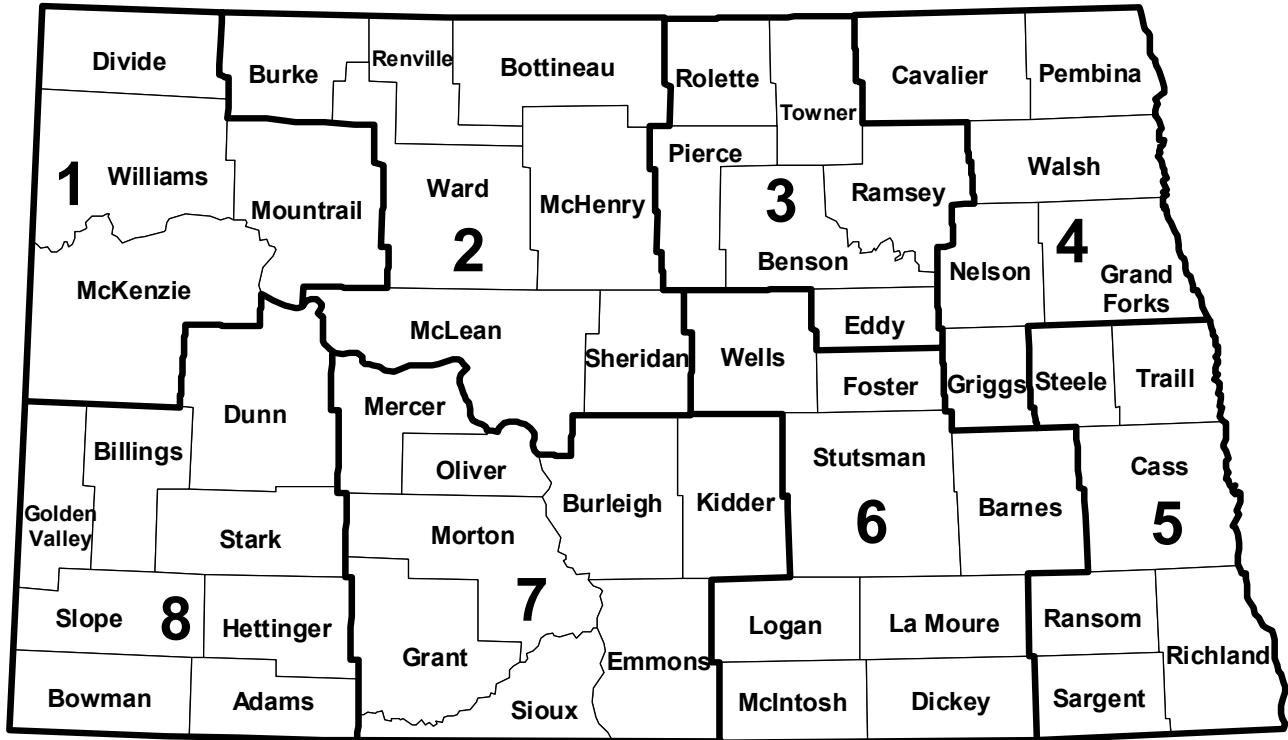 Divide
Burke
Renville
Bottineau
Rolette
Towner
Cavalier
Pembina
1
Williams
Mountrail
Ward
McHenry
Pierce
3
Ramsey
Walsh
2
McKenzie
Benson
Nelson
4
Grand
Forks
McLean
Sheridan
Wells
Eddy
Foster
Griggs
Steele
Traill
Dunn
Mercer
Billings
Oliver
Stutsman
Cass
Golden
Valley
Stark
Morton
Burleigh
Kidder
6
Barnes
5
Slope
8
Hettinger
7
Grant
Emmons
Logan
La Moure
Ransom
Richland
Bowman
Adams
Sioux
McIntosh
Dickey
Sargent